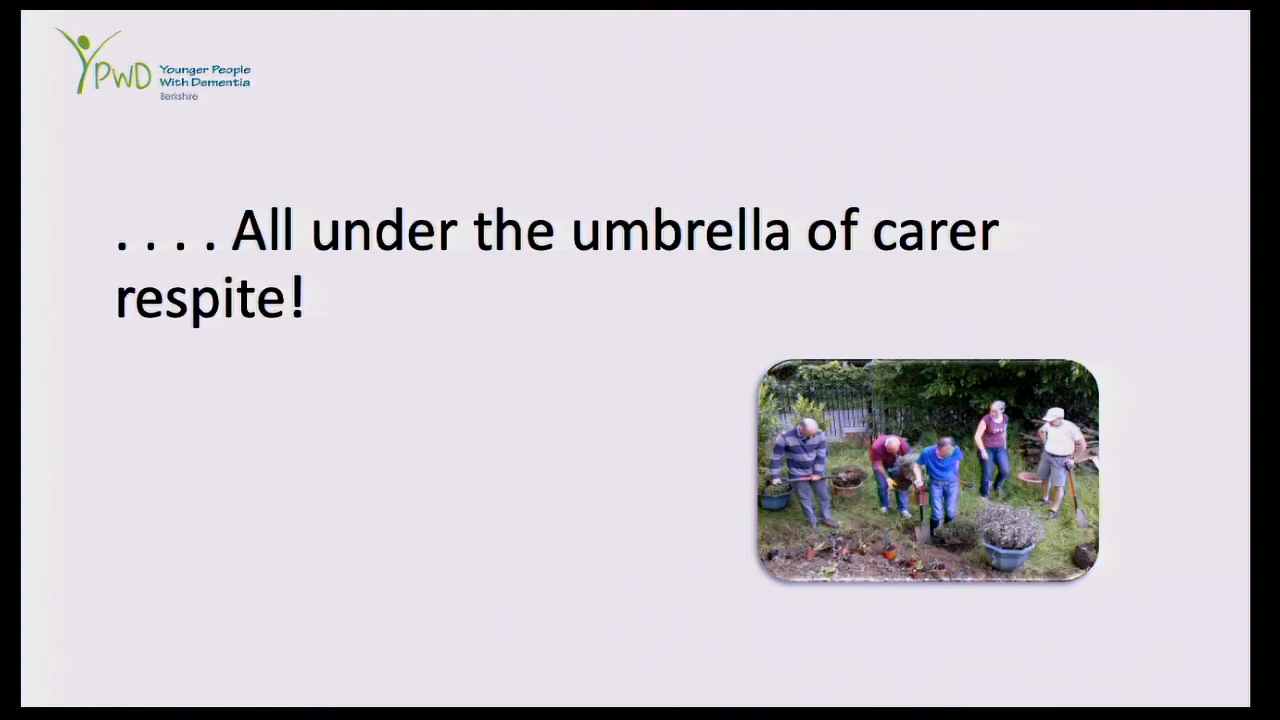 YPWD
Younger People
With Dementia
Berkshire
. . . . All under the umbrella of carer
respite!